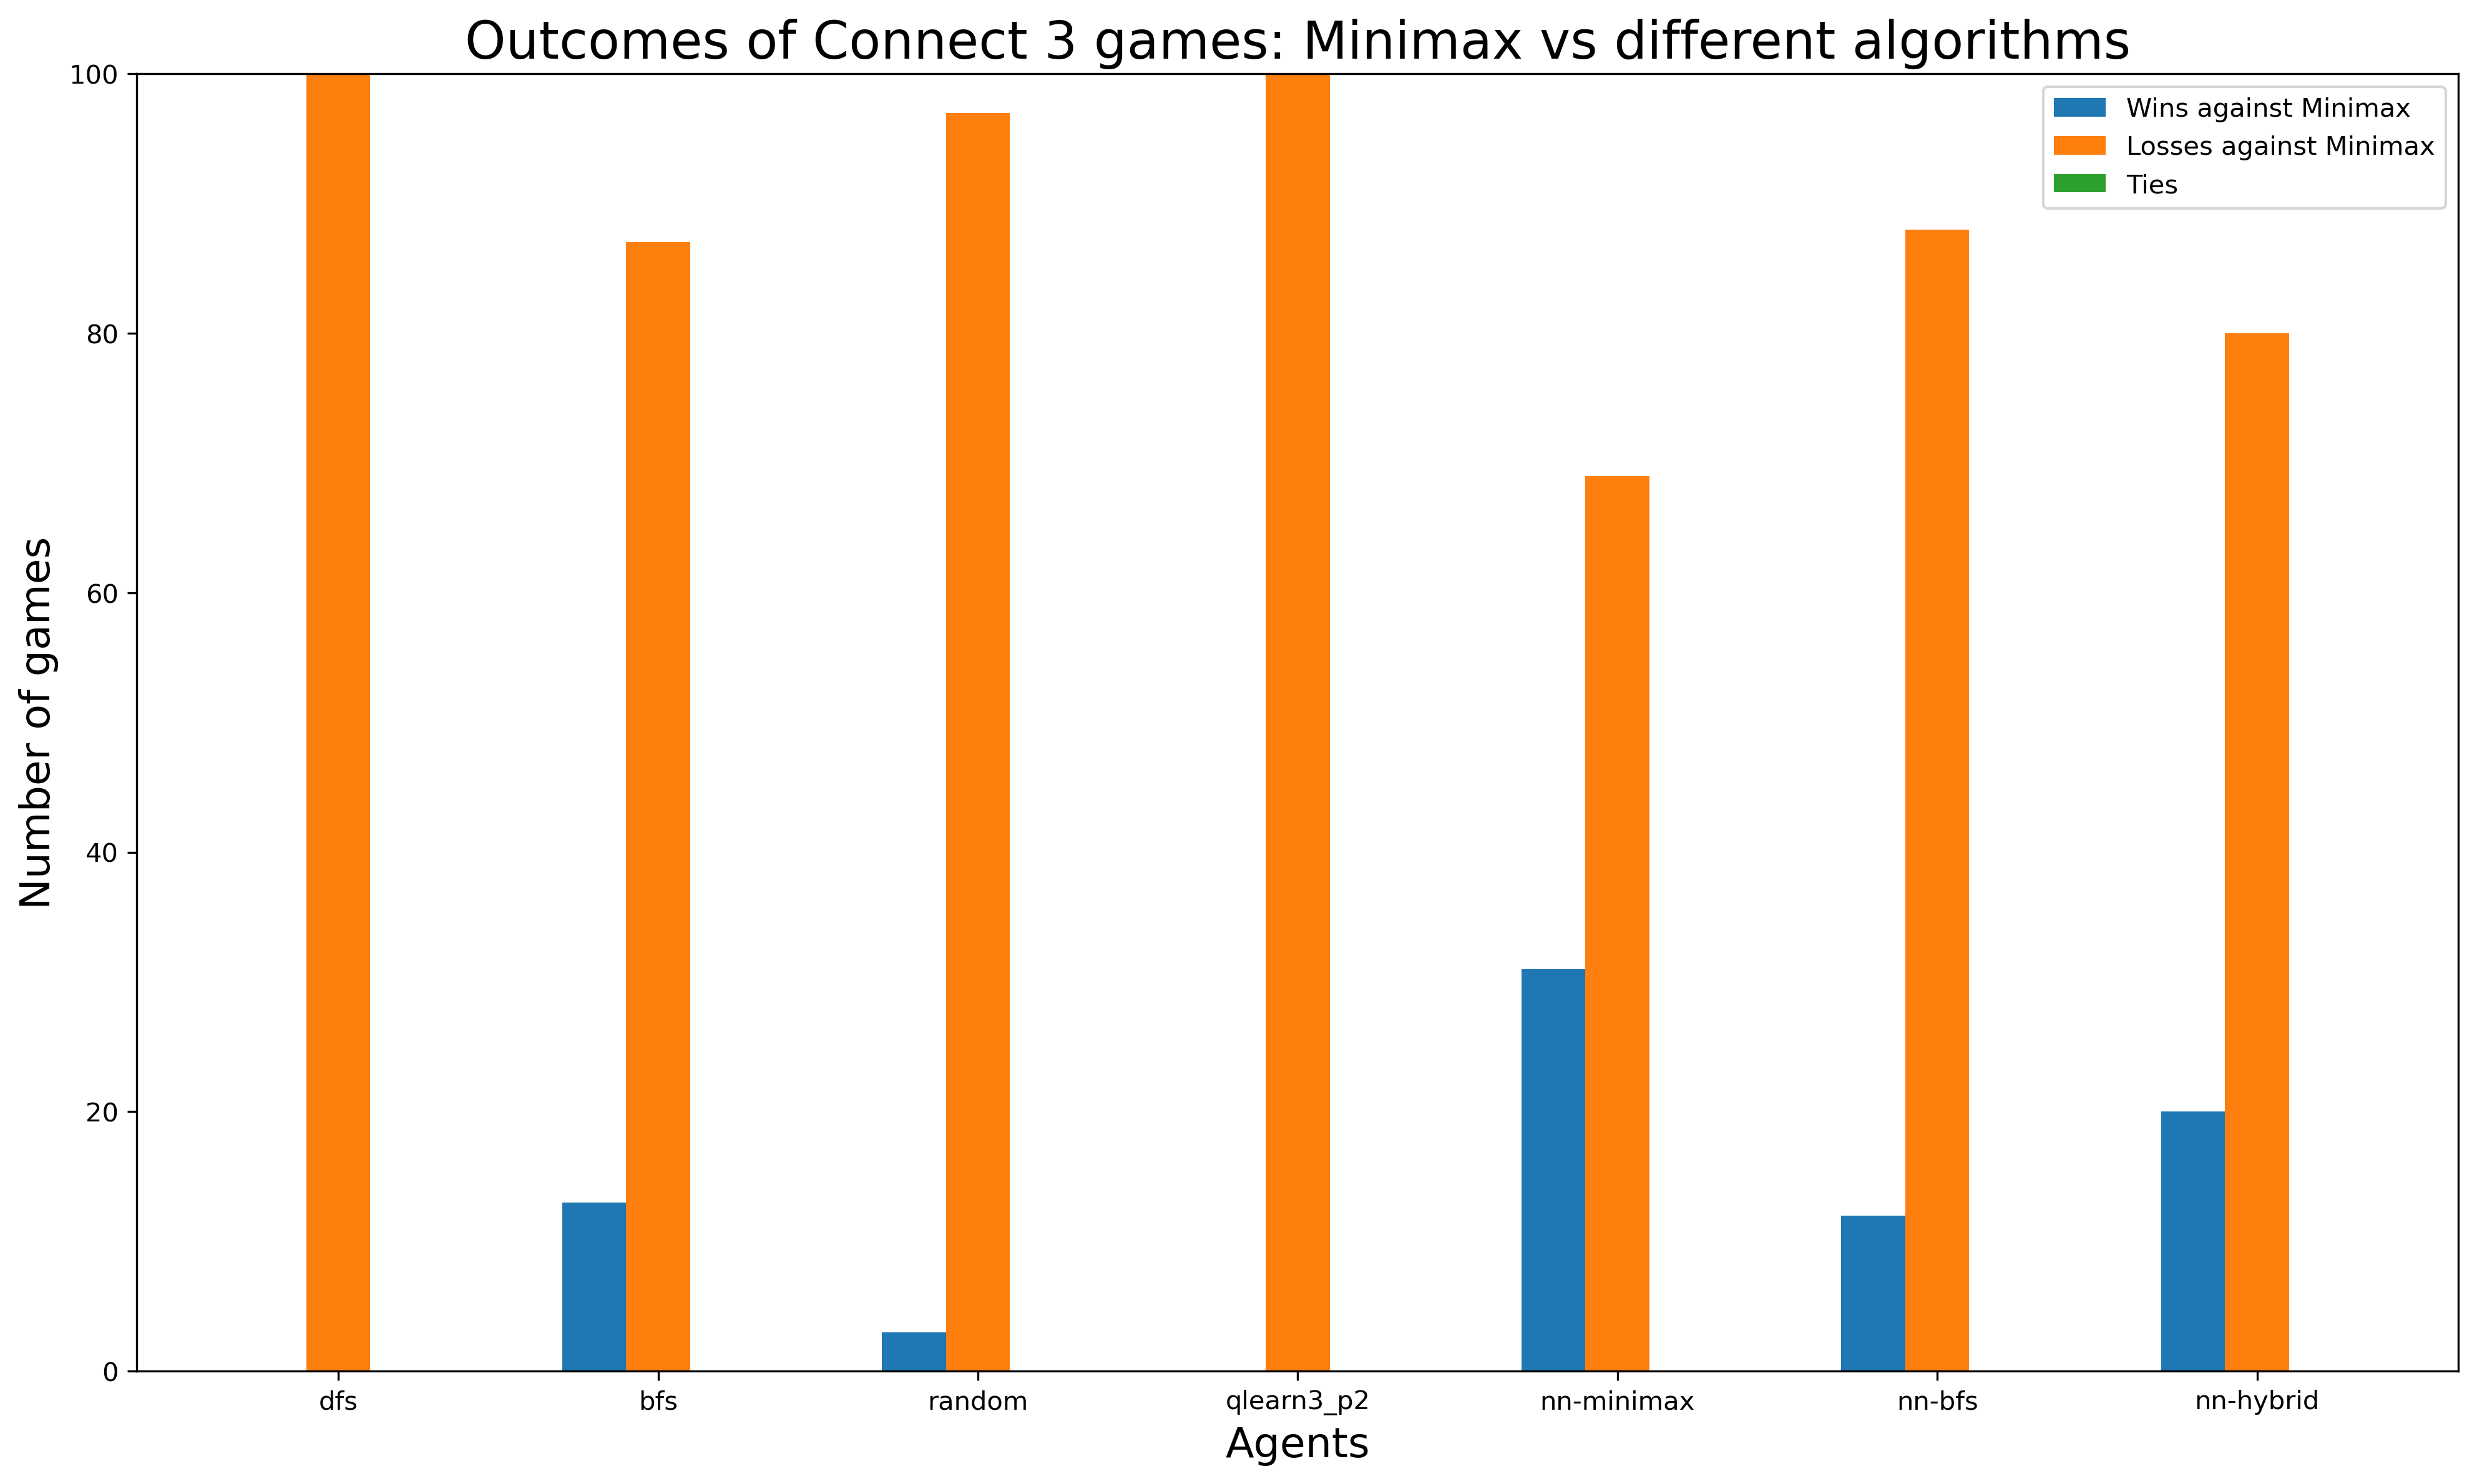 Outcomes of Connect 3 games: Minimax vs different algorithms
Wins against Minimax
Losses against Minimax
Ties
Number of games
100
80
60
40
20
0
dfs
bfs
random
qlearn3_p2
nn-minimax
nn-bfs
nn-hybrid
Agents